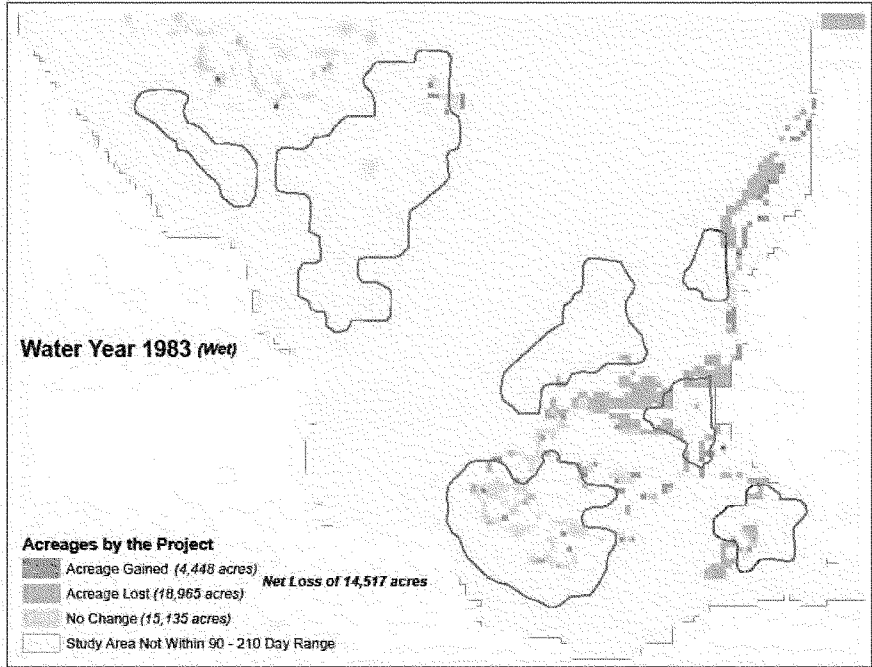 Water Year 1983 (Wet)
Acreages by the Project
Acreage Gained (4,448 acres)
Net Loss of 14,517 acres
Acreage Lost (18,965 acres)
No Change (15,135 acres)
Study Area Not Within 90 - 210 Day Range